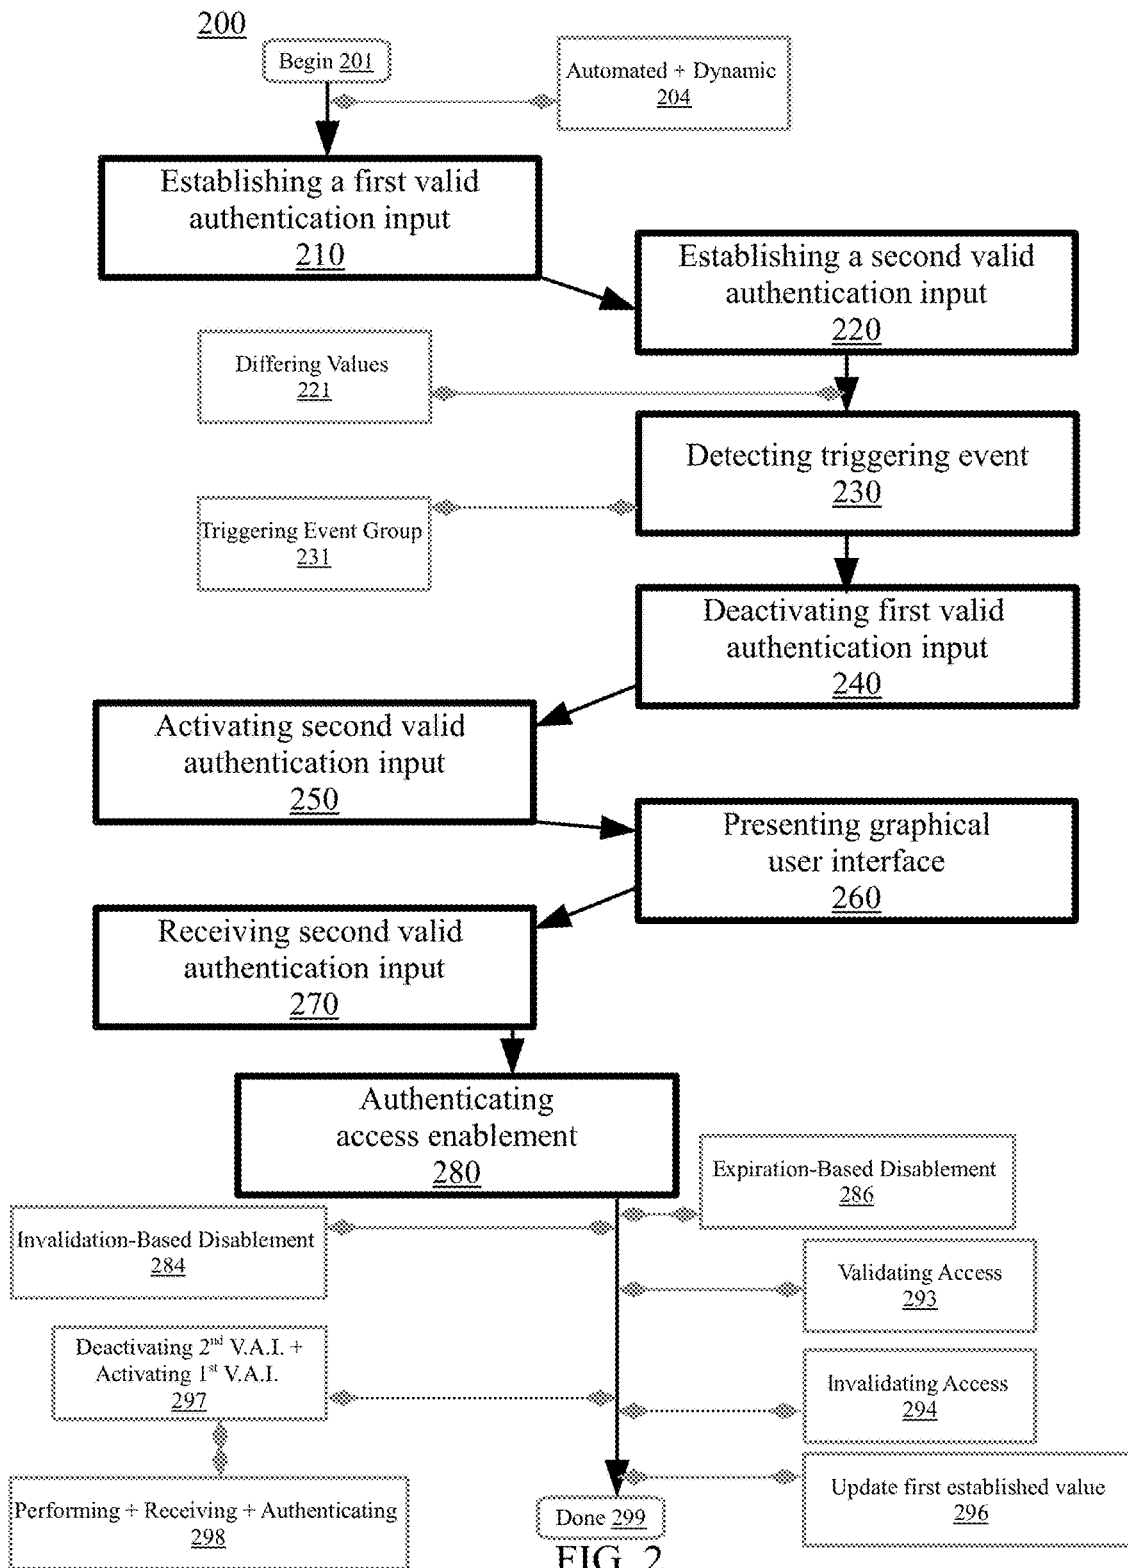 200
Begin 201
Automated + Dynamic
204
Establishing a first valid
authentication input
210
Establishing a second valid
authentication input
220
Differing Values
221
Detecting triggering event
230
Triggering Event Group
231
Deactivating first valid
authentication input
240
Activating second valid
authentication input
250
Presenting graphical
user interface
260
Receiving second valid
authentication input
270
Authenticating
access enablement
280
Expiration-Based Disablement
286
Invalidation-Based Disablement
284
Validating Access
293
Deactivating 2nd V.A.I. +
Activating 1st V.A.I.
297
Invalidating Access
294
Update first established value
296
Performing + Receiving + Authenticating
298
Done 299
FIG. 2